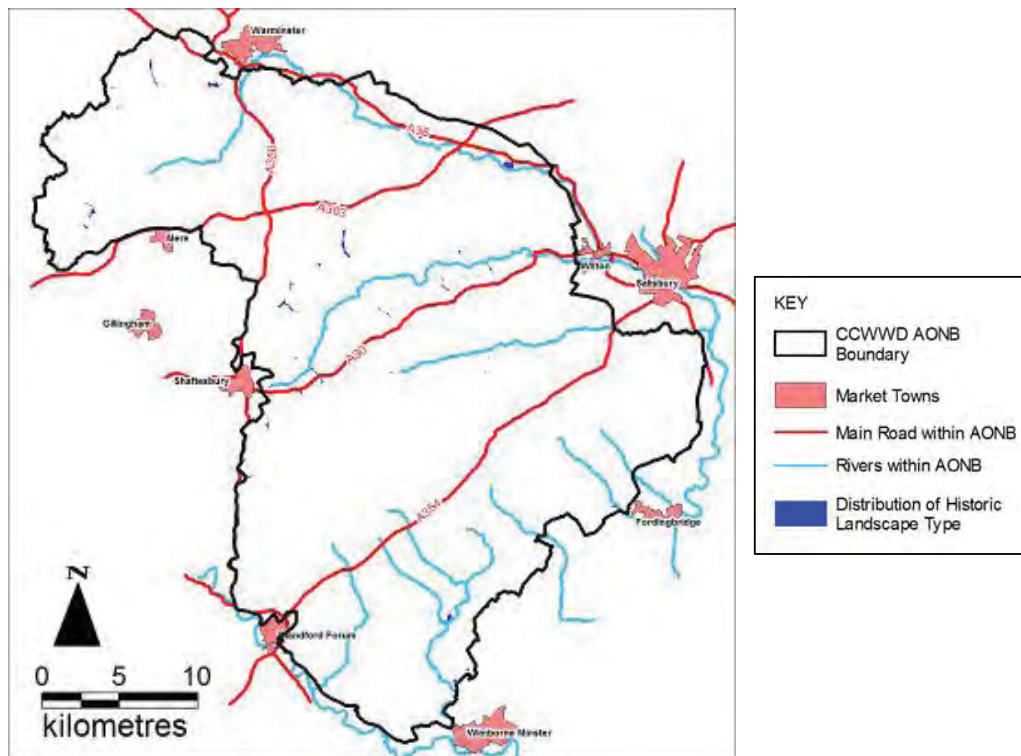 Warminster
A36
A350
A303
Mere
Wilton
Salisbury
Gillingham
A30
Shaftesbury
A354
Fordingbridge
Blandford Forum
Wimborne Minster
N
0 5 10
kilometres
KEY
CCWWD AONB
Boundary
Market Towns
Main Road within AONB
Rivers within AONB
Distribution of Historic
Landscape Type